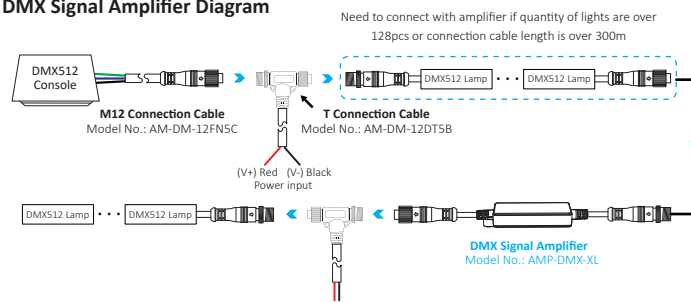 DMX Signal Amplifier Diagram
Need to connect with amplifier if quantity of lights are over
128pcs or connection cable length is over 300m
DMX512
Console
DMX512 Lamp
DMX512 Lamp
M12 Connection Cable
Model No.: AM-DM-12FN5C
T Connection Cable
Model No.: AM-DM-12DT5B
(V+) Red (V-) Black
Power input
DMX512 Lamp
DMX512 Lamp
DMX Signal Amplifier
Model No.: AMP-DMX-XL